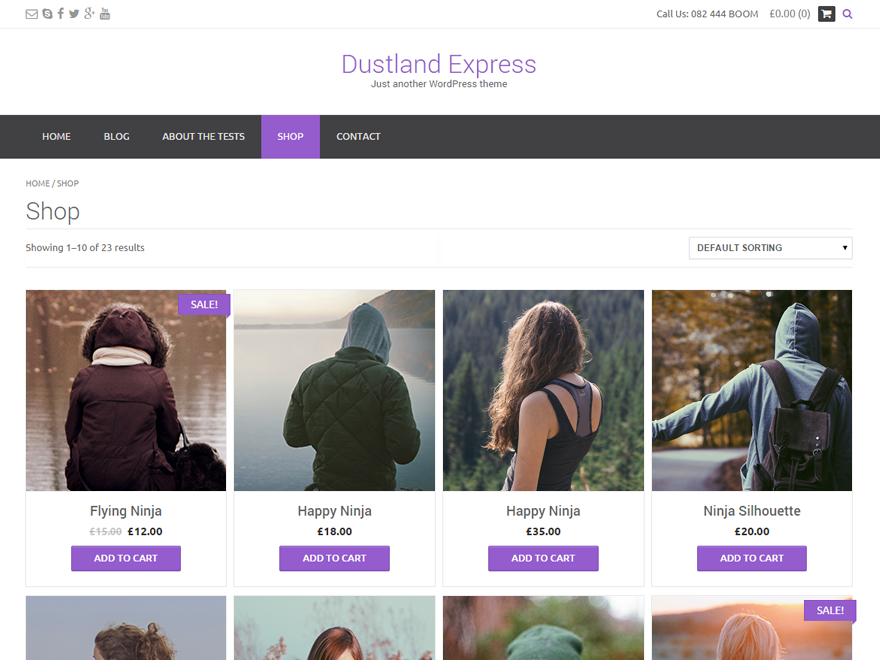 Call Us: 082 444 BOOM £0.00 (0)
Dustland Express
Just another WordPress theme
HOME BLOG ABOUT THE TESTS SHOP CONTACT
HOME / SHOP
Shop
Showing 1–10 of 23 results
DEFAULT SORTING
SALE!
Flying Ninja
£15.00 £12.00
ADD TO CART
Happy Ninja
£18.00
ADD TO CART
Happy Ninja
£35.00
ADD TO CART
Ninja Silhouette
£20.00
ADD TO CART
SALE!